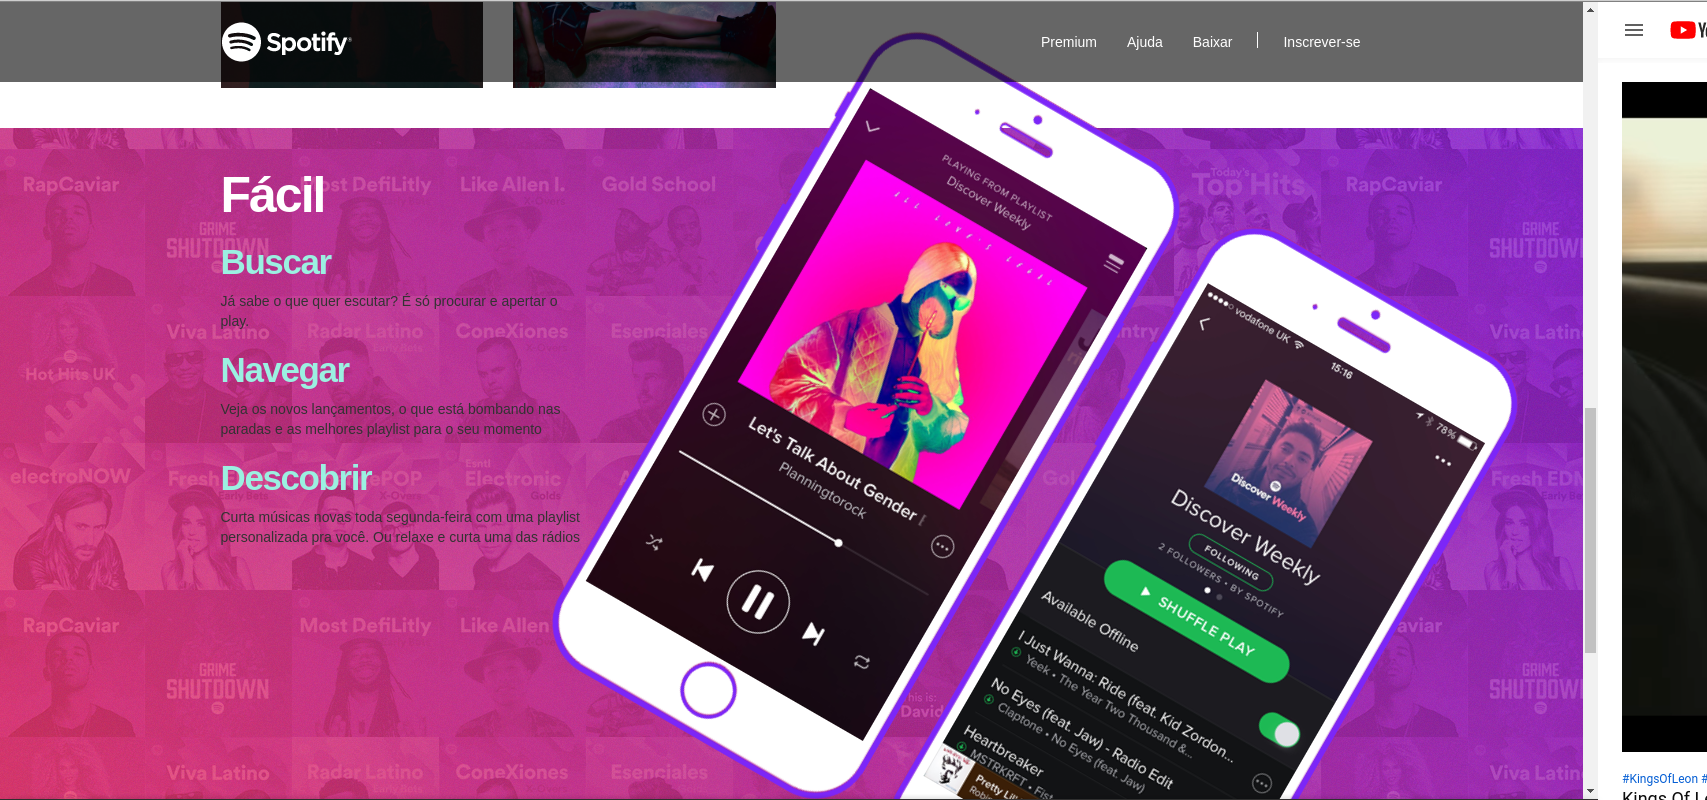 Spotify®
Premium
Ajuda
Baixar
Inscrever-se
Fácil
Buscar
Já sabe o que quer escutar? É só procurar e apertar o
play.
Navegar
Veja os novos lançamentos, o que está bombando nas
paradas e as melhores playlist para o seu momento
Descobrir
Curta músicas novas toda segunda-feira com uma playlist
personalizada pra você. Ou relaxe e curta uma das rádios
RapCaviar
Most DefiLitly
Like Allen I.
Gold School
Today's
Top Hits
RapCaviar
GRIME
SHUTDOWN
GRIME
SHUTDOWN
Hot Hits UK
Viva Latino
Radar Latino
ConeXiones
Esenciales
Viva Latino
electroNOW
Electronic
Fresh EDM
RapCaviar
Most DefiLitly
Like Allen
GRIME
SHUTDOWN
GRIME
SHUTDOWN
Viva Latino
Radar Latino
ConeXiones
Esenciales
Viva Latino
PLAYING FROM PLAYLIST
Discover Weekly
ALL LOVE'S LEGAL
Let's Talk About Gender
Planningtorock
vodafone UK
15:16
78%
Discover Weekly
Discover Weekly
FOLLOWING
2 FOLLOWERS • BY SPOTIFY
SHUFFLE PLAY
Available Offline
I Just Wanna: Ride (feat. Kid Zordon...
Yeek • The Year Two Thousand &...
No Eyes (feat. Jaw) - Radio Edit
Claptone • No Eyes (feat. Jaw)
Heartbreaker
MSTRKRFT • Fist
Pretty Lil'
#KingsOfLeon #
Kings Of L